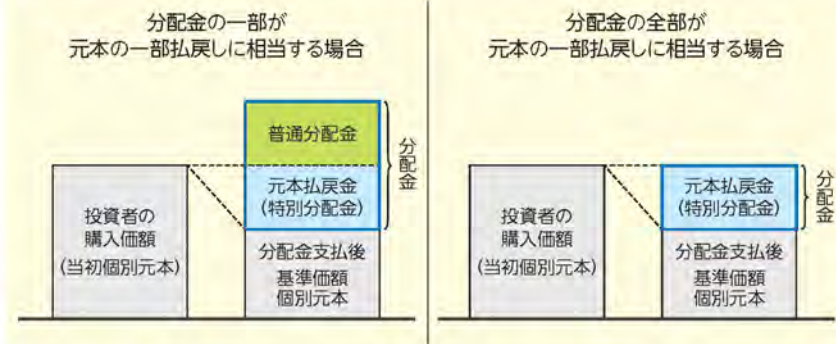 分配金の一部が
元本の一部払戻しに相当する場合
普通分配金
元本払戻金
(特別分配金)
分配金
投資者の
購入価額
(当初個別元本)
分配金支払後
基準価額
個別元本
分配金の全部が
元本の一部払戻しに相当する場合
元本払戻金
(特別分配金)
分配金
投資者の
購入価額
(当初個別元本)
分配金支払後
基準価額
個別元本